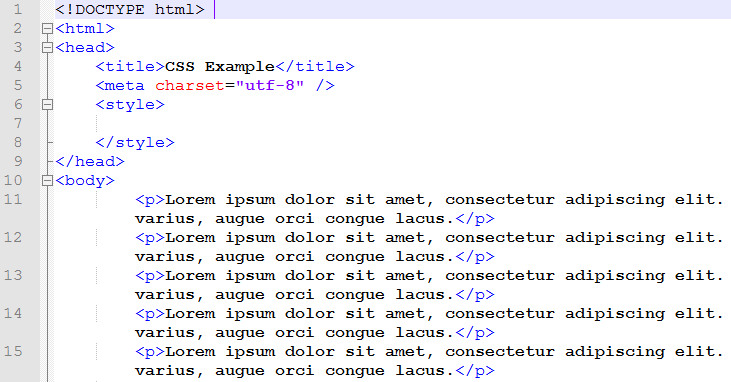 1 <!DOCTYPE html>
2 <html>
3 <head>
4 <title>CSS Example</title>
5 <meta charset="utf-8" />
6 <style>
7
8 </style>
9 </head>
10 <body>
11 <p>Lorem ipsum dolor sit amet, consectetur adipiscing elit.
varius, augue orci congue lacus.</p>
12 <p>Lorem ipsum dolor sit amet, consectetur adipiscing elit.
varius, augue orci congue lacus.</p>
13 <p>Lorem ipsum dolor sit amet, consectetur adipiscing elit.
varius, augue orci congue lacus.</p>
14 <p>Lorem ipsum dolor sit amet, consectetur adipiscing elit.
varius, augue orci congue lacus.</p>
15 <p>Lorem ipsum dolor sit amet, consectetur adipiscing elit.
varius, augue orci congue lacus.</p>